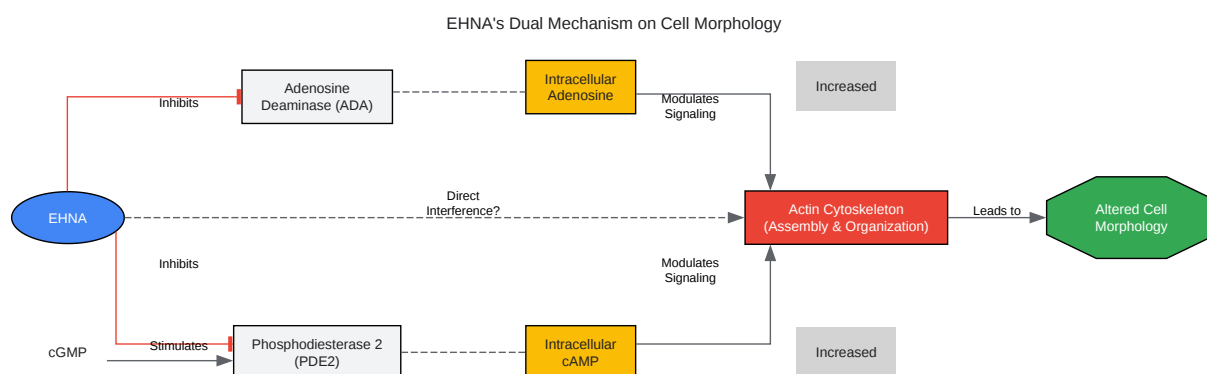 EHNA's Dual Mechanism on Cell Morphology
Adenosine
Deaminase (ADA)
Intracellular
Adenosine
Increased
Inhibits
Modulates
Signaling
Direct
Interference?
EHNA
Actin Cytoskeleton
(Assembly & Organization)
Leads to
Altered Cell
Morphology
Inhibits
Modulates
Signaling
cGMP
Stimulates
Phosphodiesterase 2
(PDE2)
Intracellular
cAMP
Increased